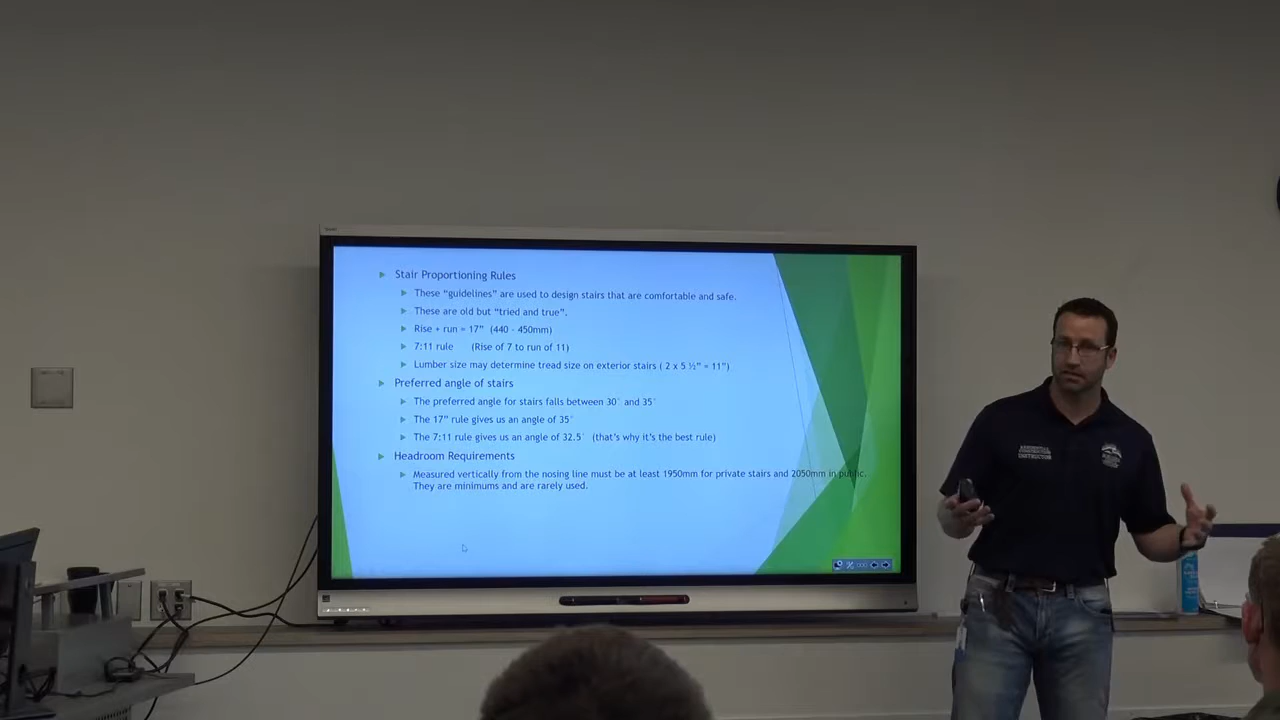 Stair Proportioning Rules
These “guidelines” are used to design stairs that are comfortable and safe.
These are old but “tried and true”.
Rise + run = 17” (440 - 450mm)
7:11 rule (Rise of 7 to run of 11)
Lumber size may determine tread size on exterior stairs ( 2 x 5 ½” = 11”)
Preferred angle of stairs
The preferred angle for stairs falls between 30° and 35°
The 17” rule gives us an angle of 35°
The 7:11 rule gives us an angle of 32.5° (that’s why it’s the best rule)
Headroom Requirements
Measured vertically from the nosing line must be at least 1950mm for private stairs and 2050mm in public.
They are minimums and are rarely used.
RESIDENTIAL
CONSTRUCTION
INSTRUCTOR